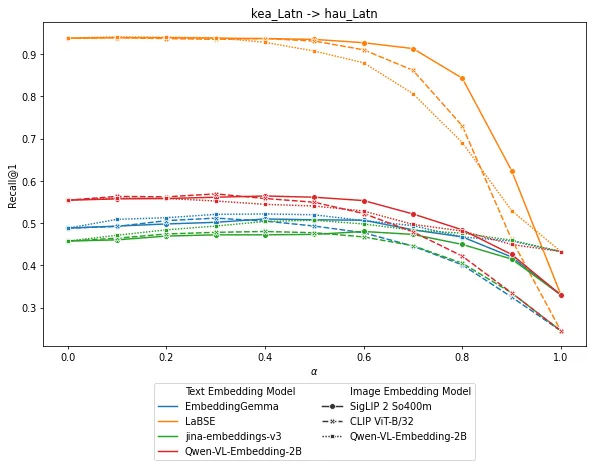 kea_Latn -> hau_Latn
Recall@1
0.9
0.8
0.7
0.6
0.5
0.4
0.3
0.0 0.2 0.4 0.6 0.8 1.0
α
Text Embedding Model Image Embedding Model
EmbeddingGemma SigLIP 2 So400m
LaBSE CLIP ViT-B/32
jina-embeddings-v3 Qwen-VL-Embedding-2B
Qwen-VL-Embedding-2B